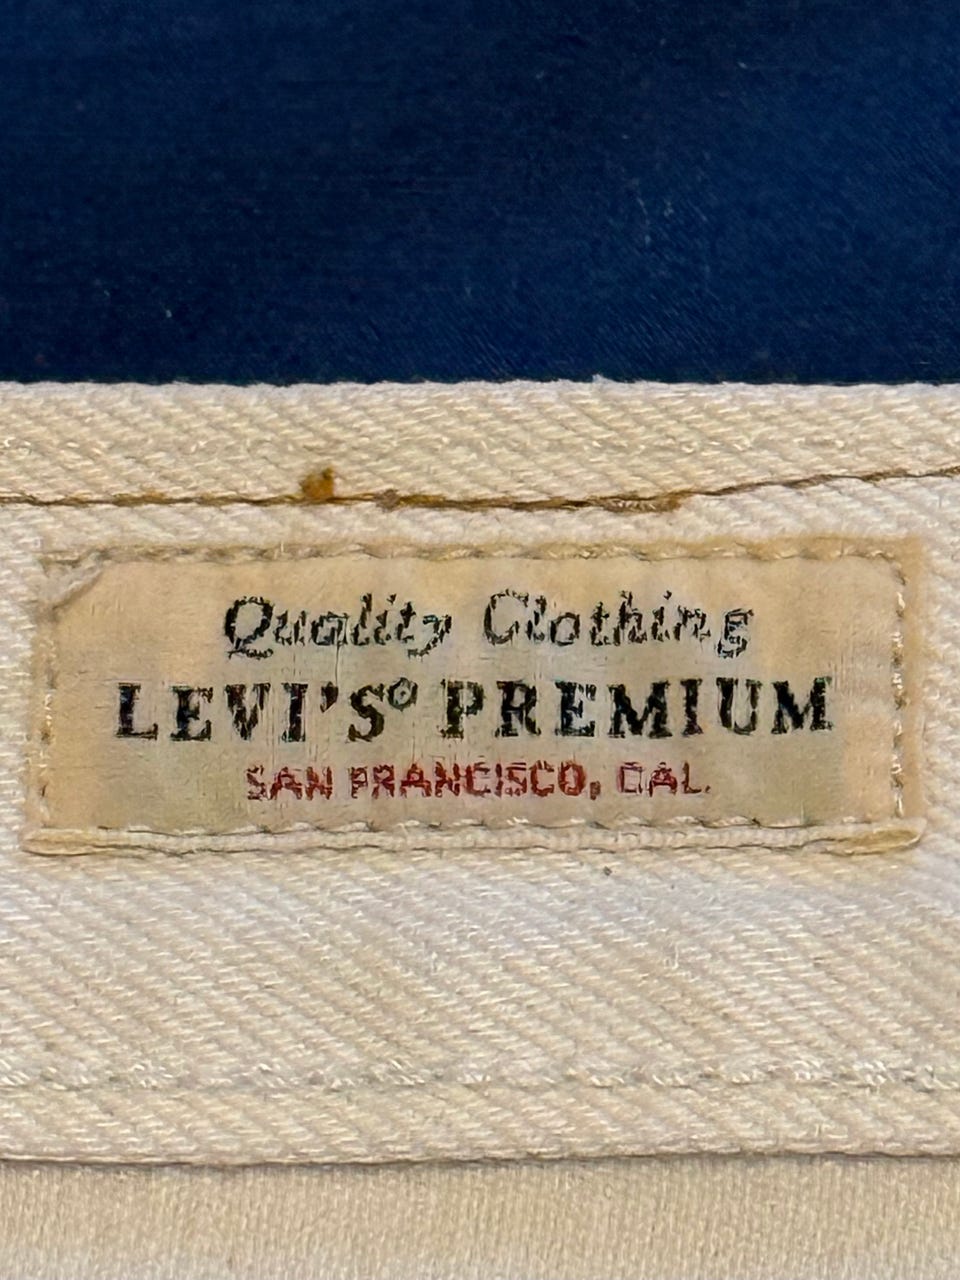 Quality Clothing
LEVI'S® PREMIUM
SAN FRANCISCO, CAL.